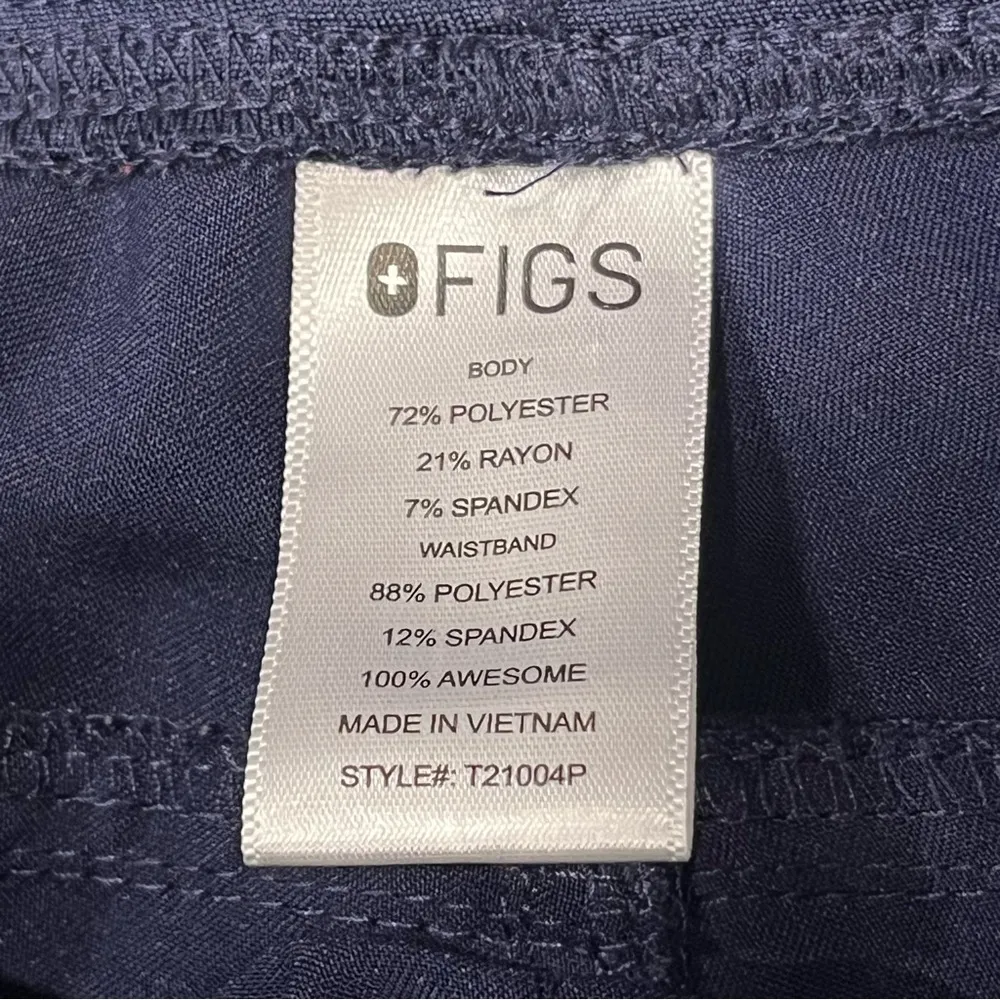 FIGS
BODY
72% POLYESTER
21% RAYON
7% SPANDEX
WAISTBAND
88% POLYESTER
12% SPANDEX
100% AWESOME
MADE IN VIETNAM
STYLE#: T21004P